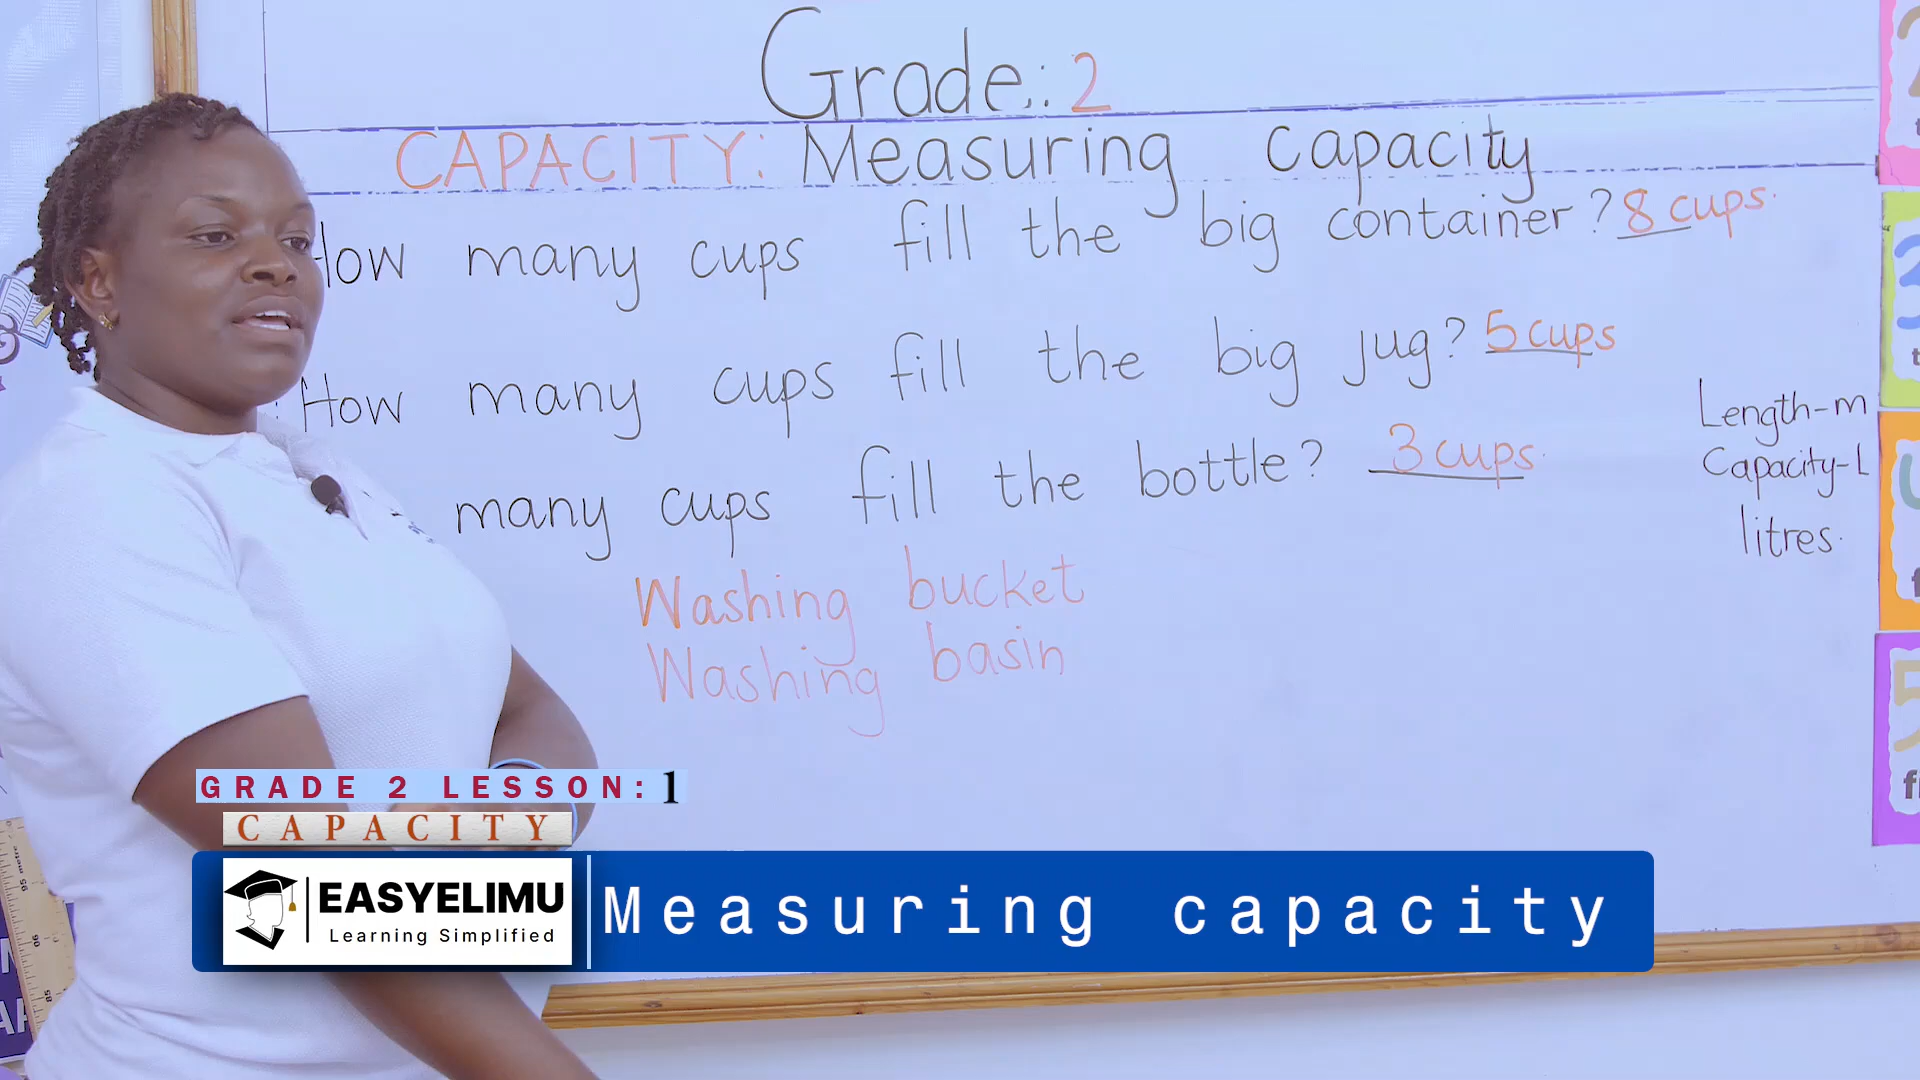 Grade: 2
CAPACITY: Measuring capacity
How many cups fill the big container? 8 cups.
How many cups fill the big jug? 5 cups
many cups fill the bottle? 3 cups.
Length-m
Capacity-L
litres.
Washing bucket
Washing basin
GRADE 2 LESSON: 1
CAPACITY
EASYELIMU
Learning Simplified
Measuring capacity